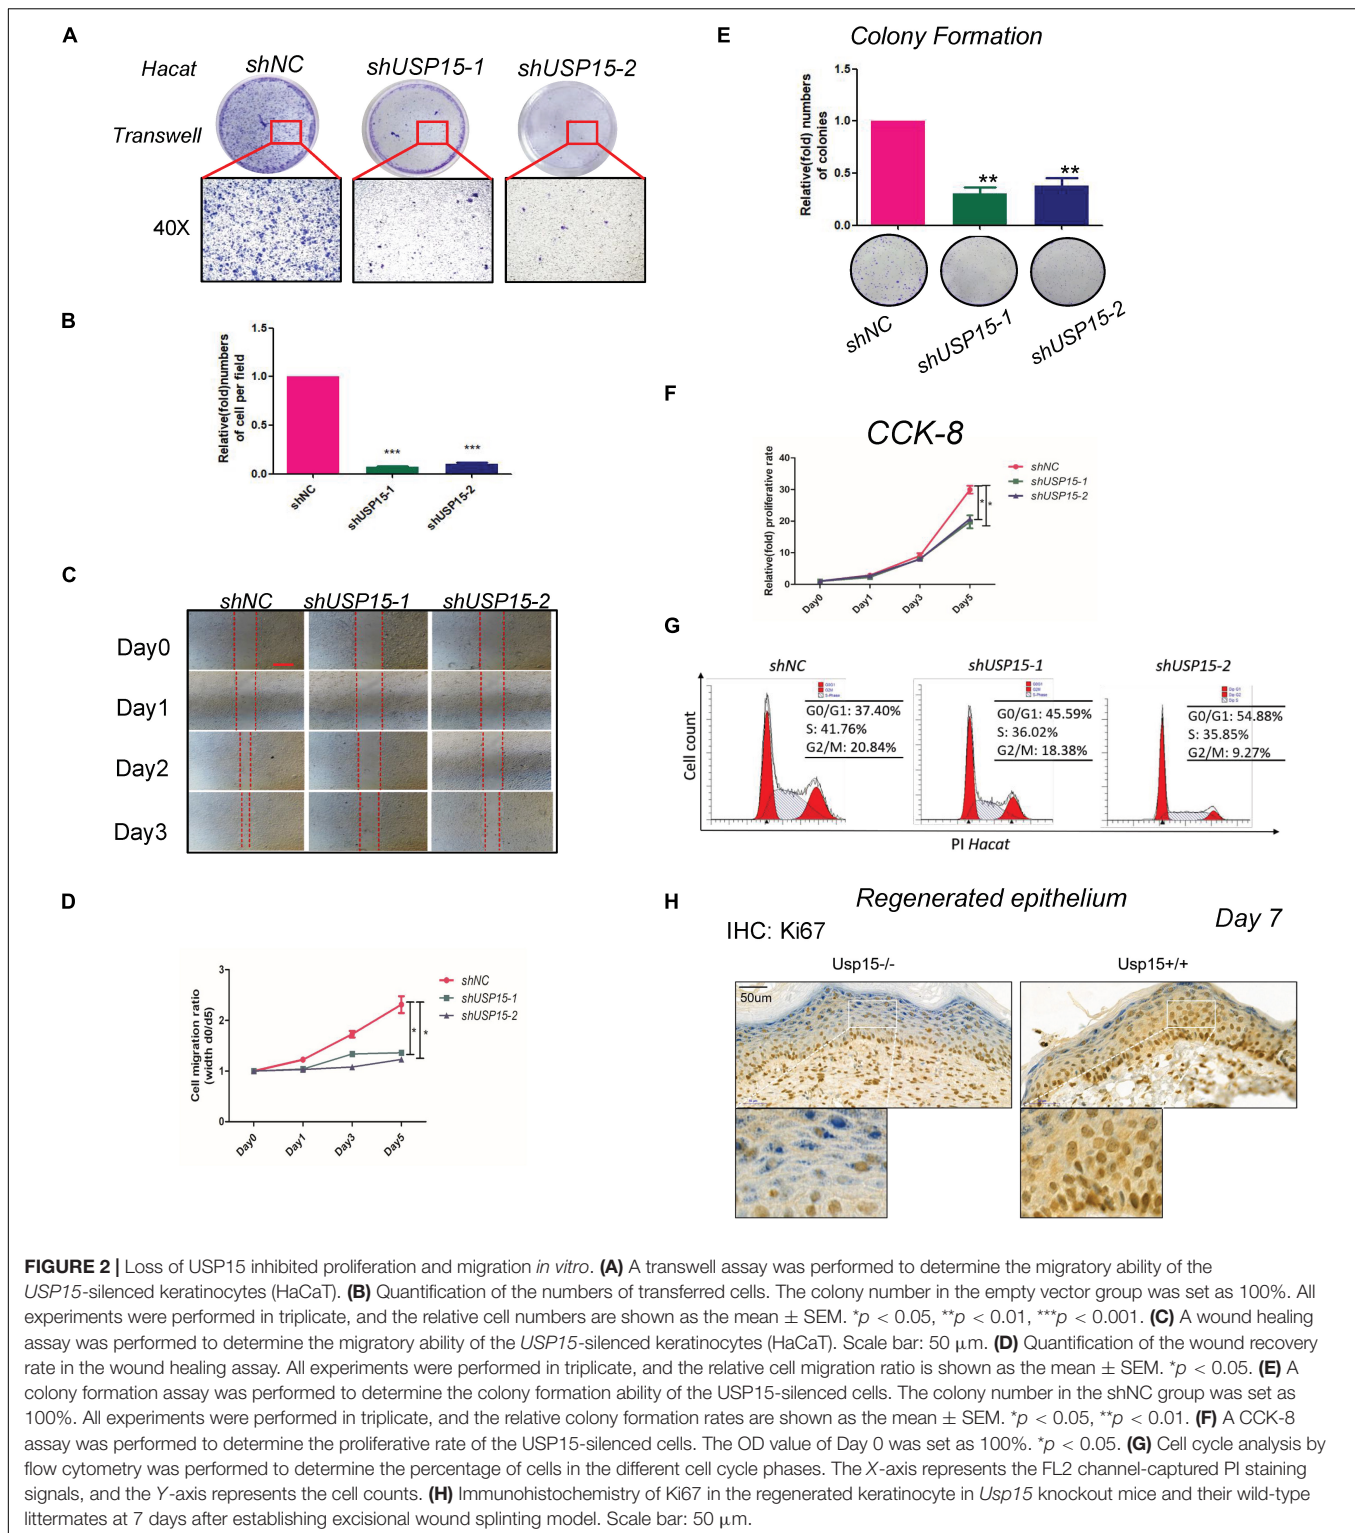 A
Hacat
shNC
shUSP15-1
shUSP15-2
Transwell
40X
B
Relative(fold)numbers
of cell per field
1.5
1.0
0.5
0.0
***
***
shNC
shUSP15-1
shUSP15-2
C
shNC
shUSP15-1
shUSP15-2
Day0
Day1
Day2
Day3
D
Cell migration ratio
(width d0/d5)
3
2
1
0
Day0
Day1
Day3
Day5
shNC
shUSP15-1
shUSP15-2
*
*
E
Colony Formation
Relative(fold) numbers
of colonies
1.5
1.0
0.5
0.0
**
**
shNC
shUSP15-1
shUSP15-2
F
CCK-8
Relative(fold) proliferative rate
40
30
20
10
0
Day0
Day1
Day3
Day5
shNC
shUSP15-1
shUSP15-2
*
*
G
shNC
shUSP15-1
shUSP15-2
Cell count
G0/G1: 37.40%
S: 41.76%
G2/M: 20.84%
G0/G1: 45.59%
S: 36.02%
G2/M: 18.38%
G0/G1: 54.88%
S: 35.85%
G2/M: 9.27%
PI Hacat
H
Regenerated epithelium
IHC: Ki67
Day 7
Usp15-/-
Usp15+/+
50um
FIGURE 2 | Loss of USP15 inhibited proliferation and migration in vitro. (A) A transwell assay was performed to determine the migratory ability of the
USP15-silenced keratinocytes (HaCaT). (B) Quantification of the numbers of transferred cells. The colony number in the empty vector group was set as 100%. All
experiments were performed in triplicate, and the relative cell numbers are shown as the mean ± SEM. *p < 0.05, **p < 0.01, ***p < 0.001. (C) A wound healing
assay was performed to determine the migratory ability of the USP15-silenced keratinocytes (HaCaT). Scale bar: 50 μm. (D) Quantification of the wound recovery
rate in the wound healing assay. All experiments were performed in triplicate, and the relative cell migration ratio is shown as the mean ± SEM. *p < 0.05. (E) A
colony formation assay was performed to determine the colony formation ability of the USP15-silenced cells. The colony number in the shNC group was set as
100%. All experiments were performed in triplicate, and the relative colony formation rates are shown as the mean ± SEM. *p < 0.05, **p < 0.01. (F) A CCK-8
assay was performed to determine the proliferative rate of the USP15-silenced cells. The OD value of Day 0 was set as 100%. *p < 0.05. (G) Cell cycle analysis by
flow cytometry was performed to determine the percentage of cells in the different cell cycle phases. The X-axis represents the FL2 channel-captured PI staining
signals, and the Y-axis represents the cell counts. (H) Immunohistochemistry of Ki67 in the regenerated keratinocyte in Usp15 knockout mice and their wild-type
littermates at 7 days after establishing excisional wound splinting model. Scale bar: 50 μm.